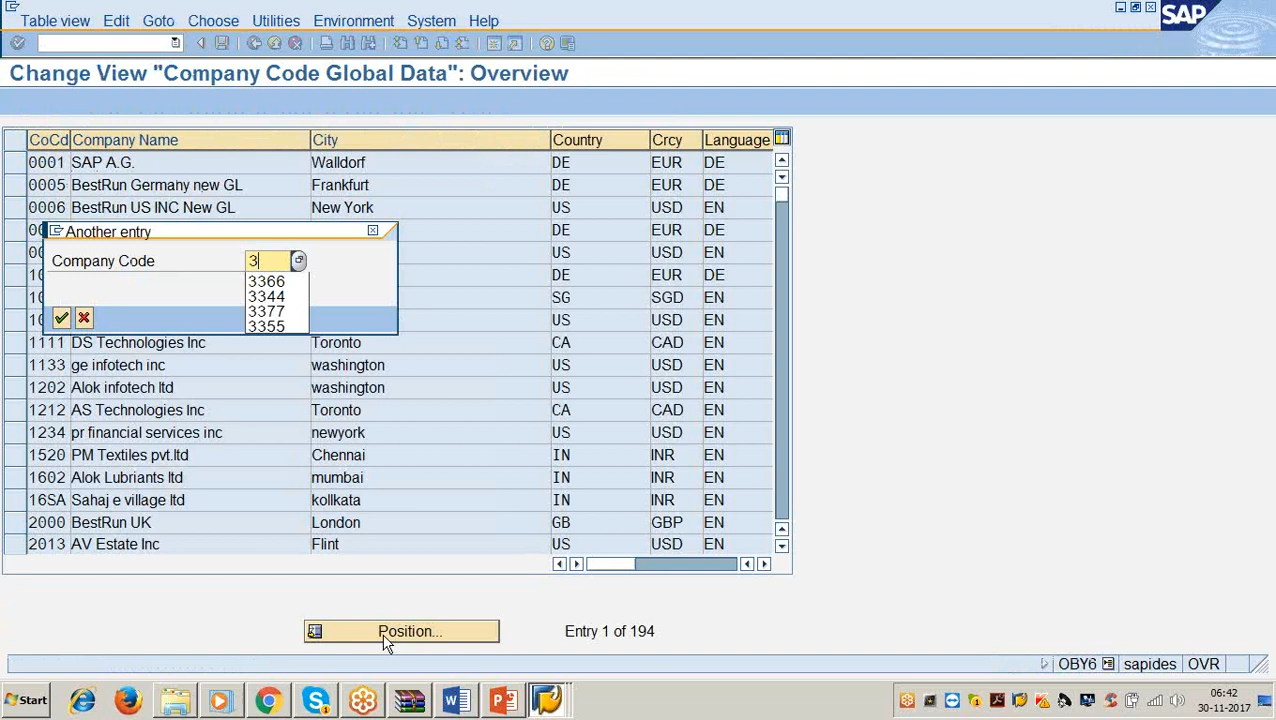 Table view Edit Goto Choose Utilities Environment System Help
SAP
Change View "Company Code Global Data": Overview
CoCd Company Name City Country Crcy Language
0001 SAP A.G. Walldorf DE EUR DE
0005 BestRun Germany new GL Frankfurt DE EUR DE
0006 BestRun US INC New GL New York US USD EN
00 DE EUR DE
00 US USD EN
10 DE EUR DE
10 SG SGD EN
10 US USD EN
Another entry
Company Code 3
3366
3344
3377
3355
1111 DS Technologies Inc Toronto CA CAD EN
1133 ge infotech inc washington US USD EN
1202 Alok infotech ltd washington US USD EN
1212 AS Technologies Inc Toronto CA CAD EN
1234 pr financial services inc newyork US USD EN
1520 PM Textiles pvt.ltd Chennai IN INR EN
1602 Alok Lubriants ltd mumbai IN INR EN
16SA Sahaj e village ltd kollkata IN INR EN
2000 BestRun UK London GB GBP EN
2013 AV Estate Inc Flint US USD EN
Position... Entry 1 of 194
OBY6 sapides OVR
Start
06:42
30-11-2017